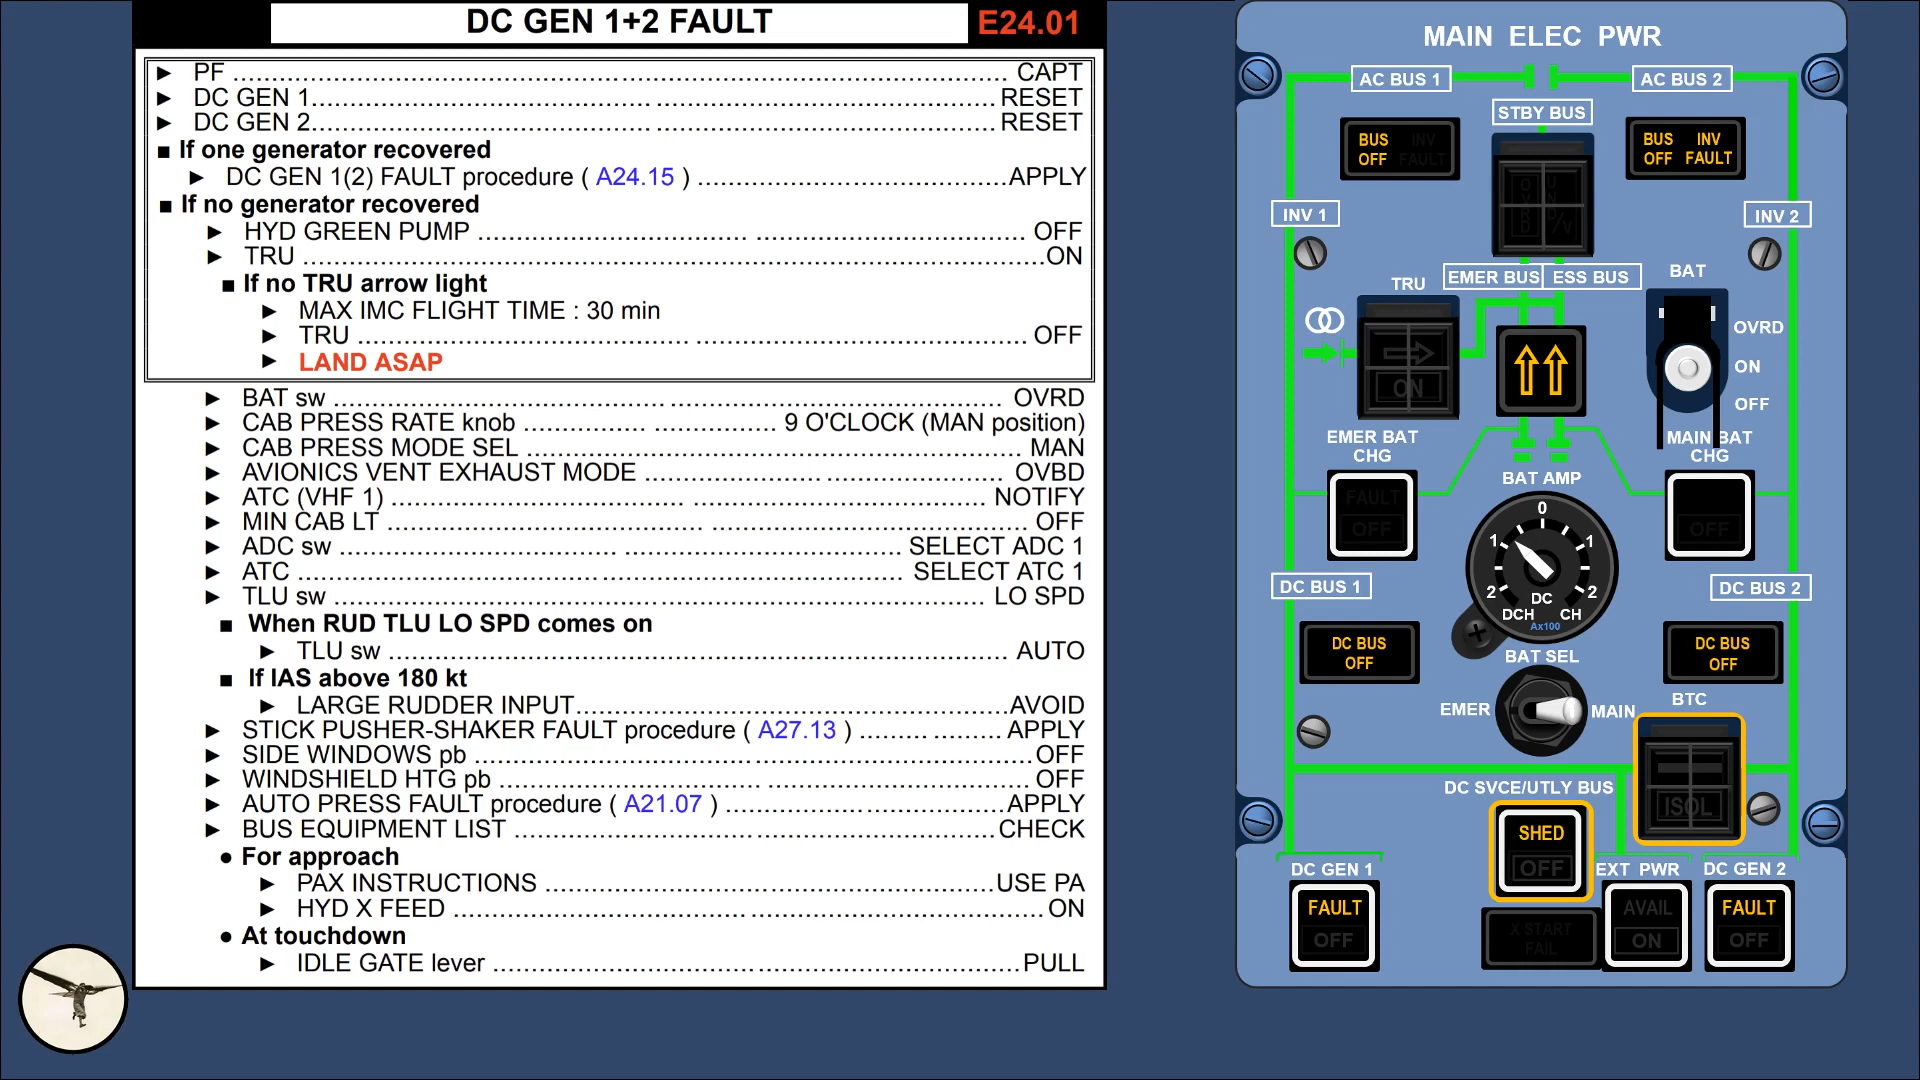 DC GEN 1+2 FAULT E24.01
► PF ........ CAPT
► DC GEN 1........ RESET
► DC GEN 2........ RESET
■ If one generator recovered
► DC GEN 1(2) FAULT procedure ( A24.15 ) ........APPLY
■ If no generator recovered
► HYD GREEN PUMP ........ OFF
► TRU ........ON
■ If no TRU arrow light
► MAX IMC FLIGHT TIME : 30 min
► TRU ........ OFF
► LAND ASAP
► BAT sw ........ OVRD
► CAB PRESS RATE knob ........ 9 O'CLOCK (MAN position)
► CAB PRESS MODE SEL ........ MAN
► AVIONICS VENT EXHAUST MODE ........ OVBD
► ATC (VHF 1) ........ NOTIFY
► MIN CAB LT ........ OFF
► ADC sw ........ SELECT ADC 1
► ATC ........ SELECT ATC 1
► TLU sw ........ LO SPD
■ When RUD TLU LO SPD comes on
► TLU sw ........ AUTO
■ If IAS above 180 kt
► LARGE RUDDER INPUT........AVOID
► STICK PUSHER-SHAKER FAULT procedure ( A27.13 ) ........ APPLY
► SIDE WINDOWS pb ........OFF
► WINDSHIELD HTG pb ........OFF
► AUTO PRESS FAULT procedure ( A21.07 ) ........APPLY
► BUS EQUIPMENT LIST ........CHECK
● For approach
► PAX INSTRUCTIONS ........USE PA
► HYD X FEED ........ ON
● At touchdown
► IDLE GATE lever ........PULL
MAIN ELEC PWR
AC BUS 1
AC BUS 2
STBY BUS
BUS OFF INV FAULT
BUS OFF INV FAULT
OVRD
UND/V
INV 1
INV 2
EMER BUS ESS BUS
BAT
TRU
OVRD
ON
OFF
ON
EMER BAT CHG
MAIN BAT CHG
BAT AMP
FAULT
OFF
OFF
0
1 1
2 2
DC
DCH CH
Ax100
DC BUS 1
DC BUS 2
DC BUS OFF
DC BUS OFF
BAT SEL
EMER MAIN
BTC
ISOL
DC SVCE/UTLY BUS
SHED
OFF
DC GEN 1
EXT PWR
DC GEN 2
FAULT
OFF
X START FAIL
AVAIL
ON
FAULT
OFF